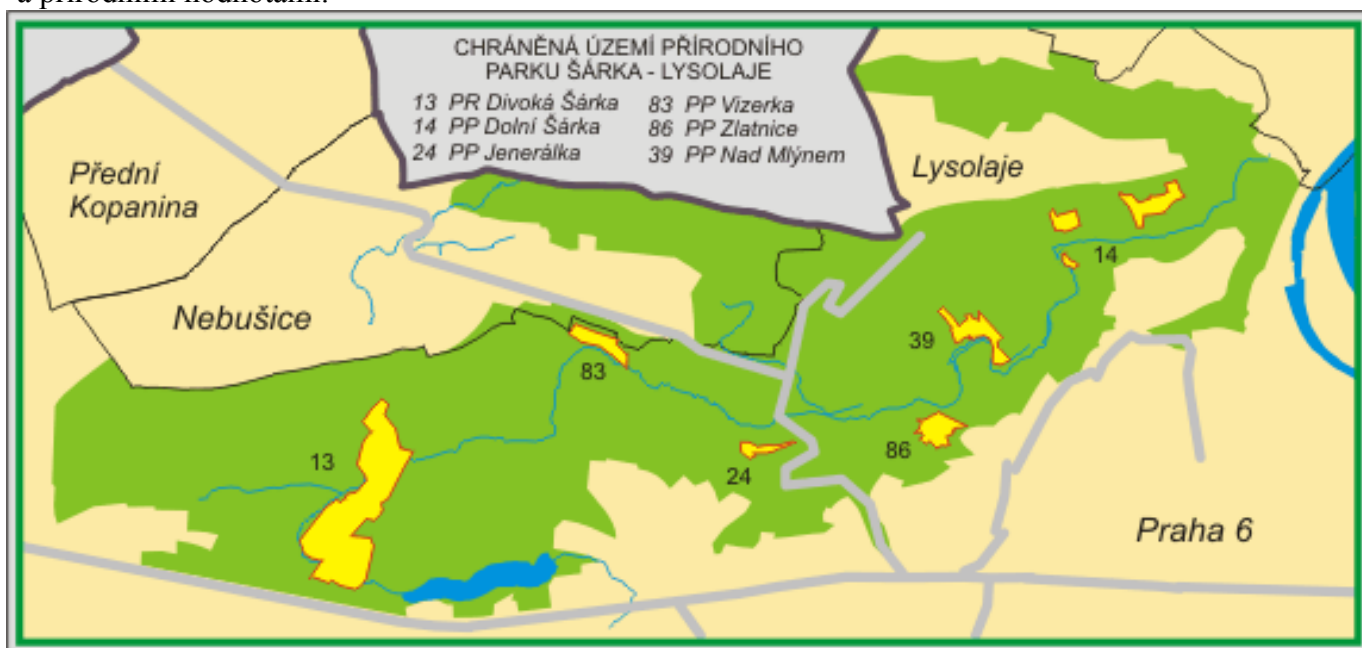 a přírodním hodnotám.
CHRÁNĚNÁ ÚZEMÍ PŘÍRODNÍHO
PARKU ŠÁRKA - LYSOLAJE
13 PR Divoká Šárka 83 PP Vizerka
14 PP Dolní Šárka 86 PP Zlatnice
24 PP Jenerálka 39 PP Nad Mlýnem
Přední
Kopanina
Lysolaje
14
Nebušice
39
83
86
13
24
Praha 6